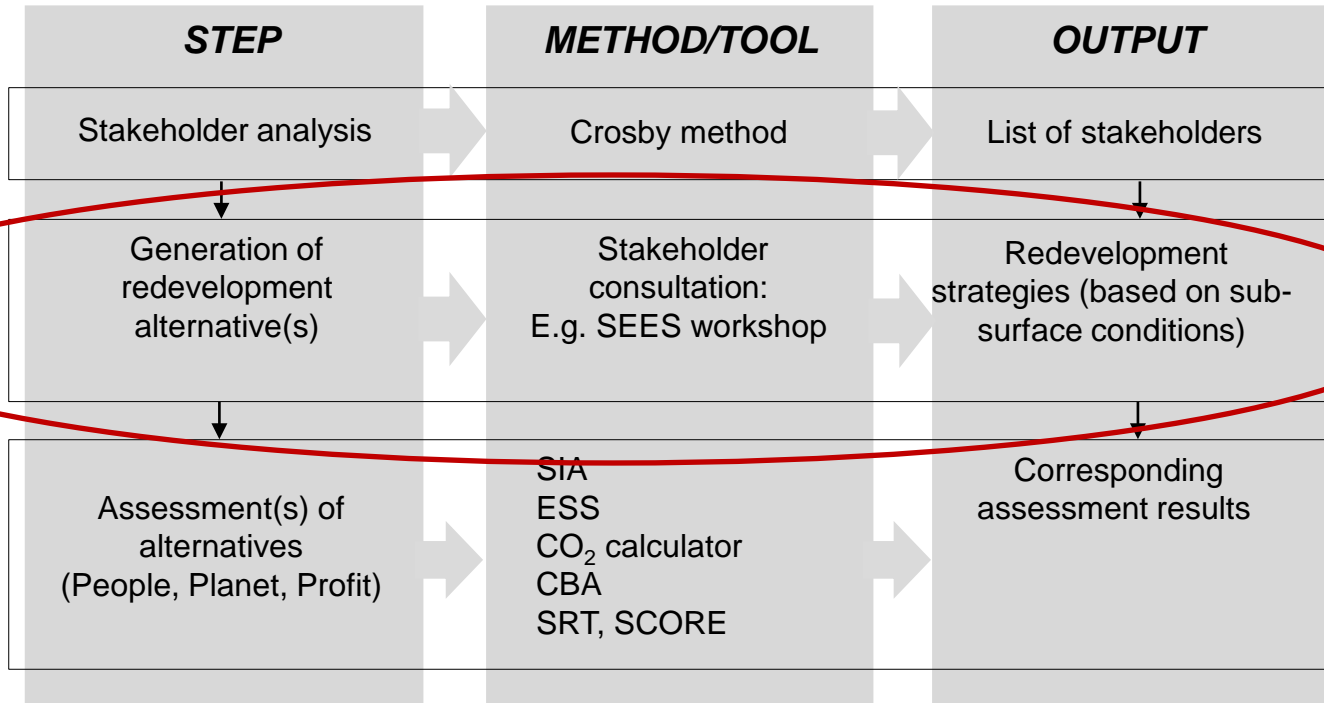 STEP
METHOD/TOOL
OUTPUT
Stakeholder analysis
Crosby method
List of stakeholders
Generation of
redevelopment
alternative(s)
Stakeholder
consultation:
E.g. SEES workshop
Redevelopment
strategies (based on sub-
surface conditions)
Assessment(s) of
alternatives
(People, Planet, Profit)
SIA
ESS
CO₂ calculator
CBA
SRT, SCORE
Corresponding
assessment results